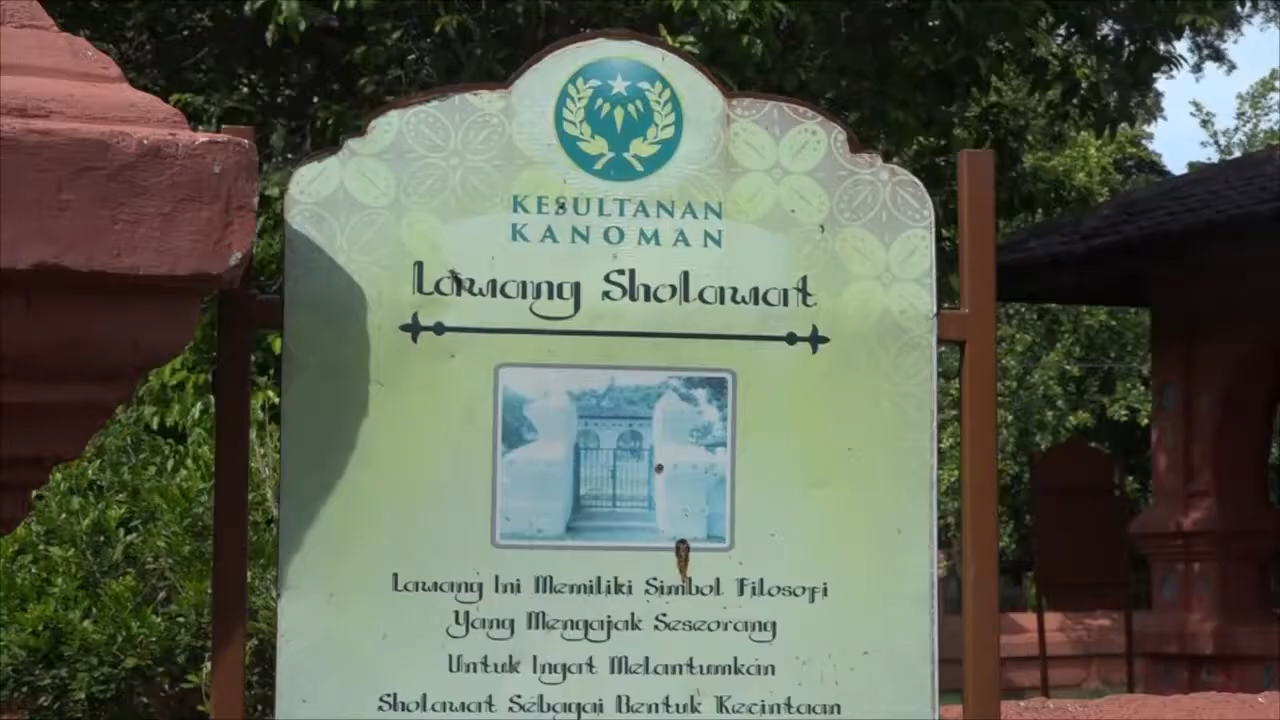 KESULTANAN
KANOMAN
Lawang Sholawat
Lawang Ini Memiliki Simbol Filosofi
Yang Mengajak Seseorang
Untuk Ingat Melantumkan
Sholawat Sebagai Bentuk Kecintaan